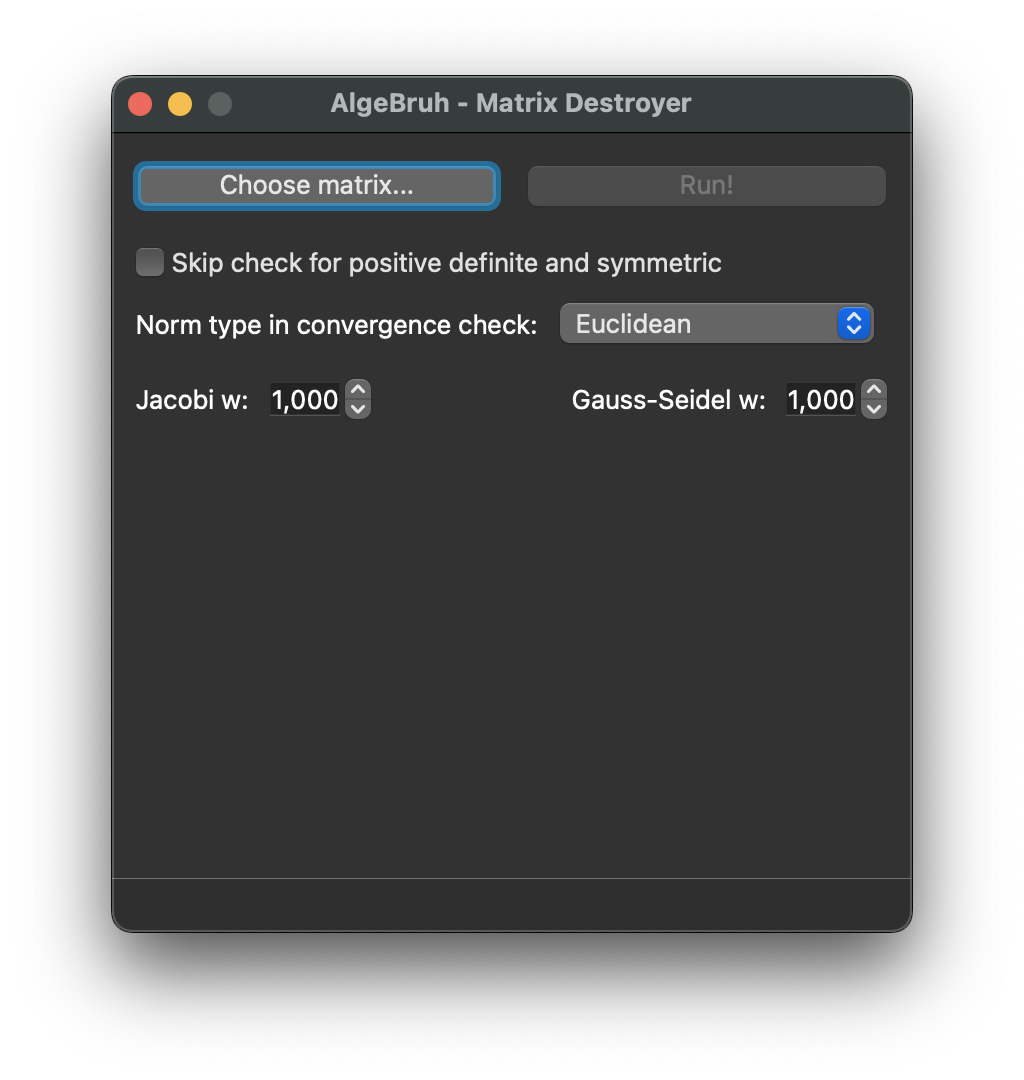 AlgeBruh - Matrix Destroyer
Choose matrix... Run!
Skip check for positive definite and symmetric
Norm type in convergence check: Euclidean
Jacobi w: 1,000 Gauss-Seidel w: 1,000